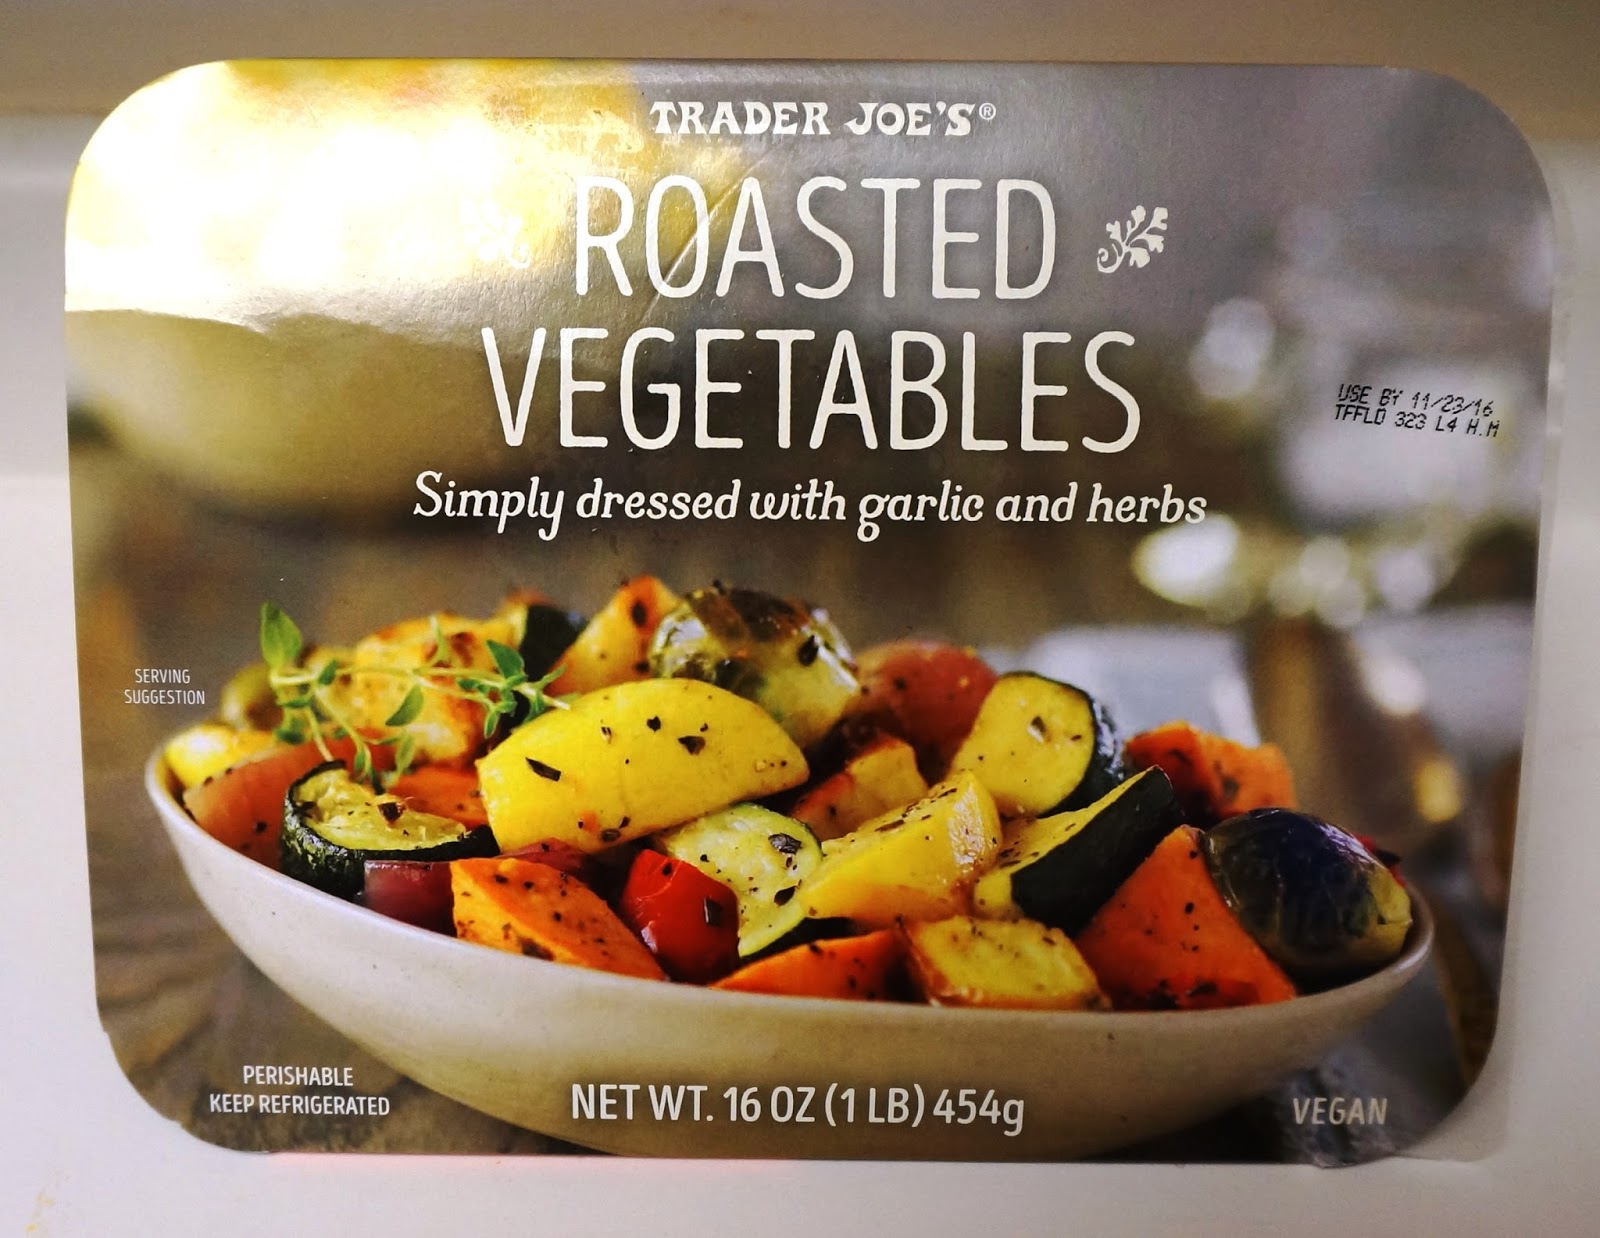 TRADER JOE'S®
ROASTED
VEGETABLES
Simply dressed with garlic and herbs
USE BY 11/23/16
TFFLD 323 L4 H.M
SERVING
SUGGESTION
PERISHABLE
KEEP REFRIGERATED
NET WT. 16 OZ (1 LB) 454g
VEGAN